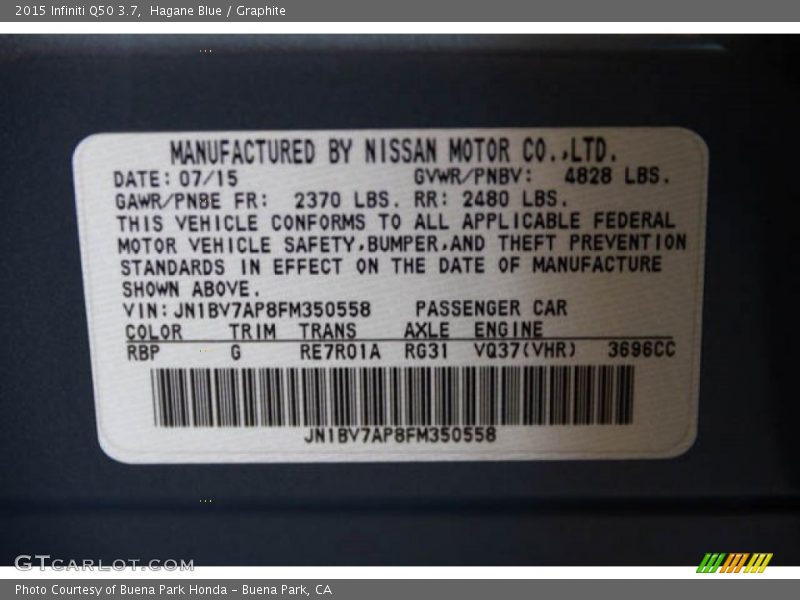 2015 Infiniti Q50 3.7, Hagane Blue / Graphite
MANUFACTURED BY NISSAN MOTOR CO.,LTD.
DATE: 07/15 GVWR/PNBV: 4828 LBS.
GAWR/PNBE FR: 2370 LBS. RR: 2480 LBS.
THIS VEHICLE CONFORMS TO ALL APPLICABLE FEDERAL
MOTOR VEHICLE SAFETY,BUMPER,AND THEFT PREVENTION
STANDARDS IN EFFECT ON THE DATE OF MANUFACTURE
SHOWN ABOVE.
VIN: JN1BV7AP8FM350558 PASSENGER CAR
COLOR TRIM TRANS AXLE ENGINE
RBP G RE7R01A RG31 VQ37(VHR) 3696CC
JN1BV7AP8FM350558
GTCARLOT.COM
Photo Courtesy of Buena Park Honda - Buena Park, CA